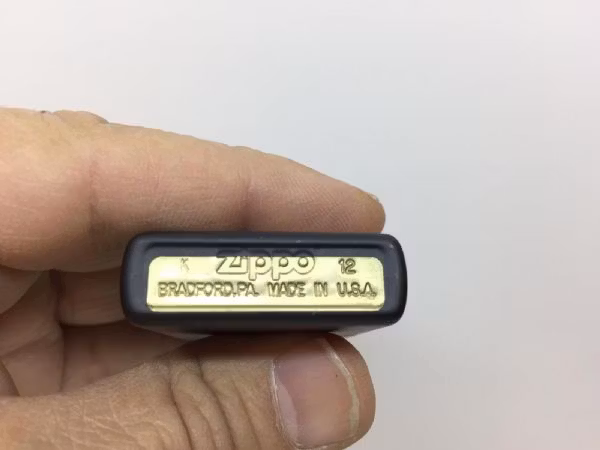 K Zippo 12
BRADFORD.PA. MADE IN U.S.A.